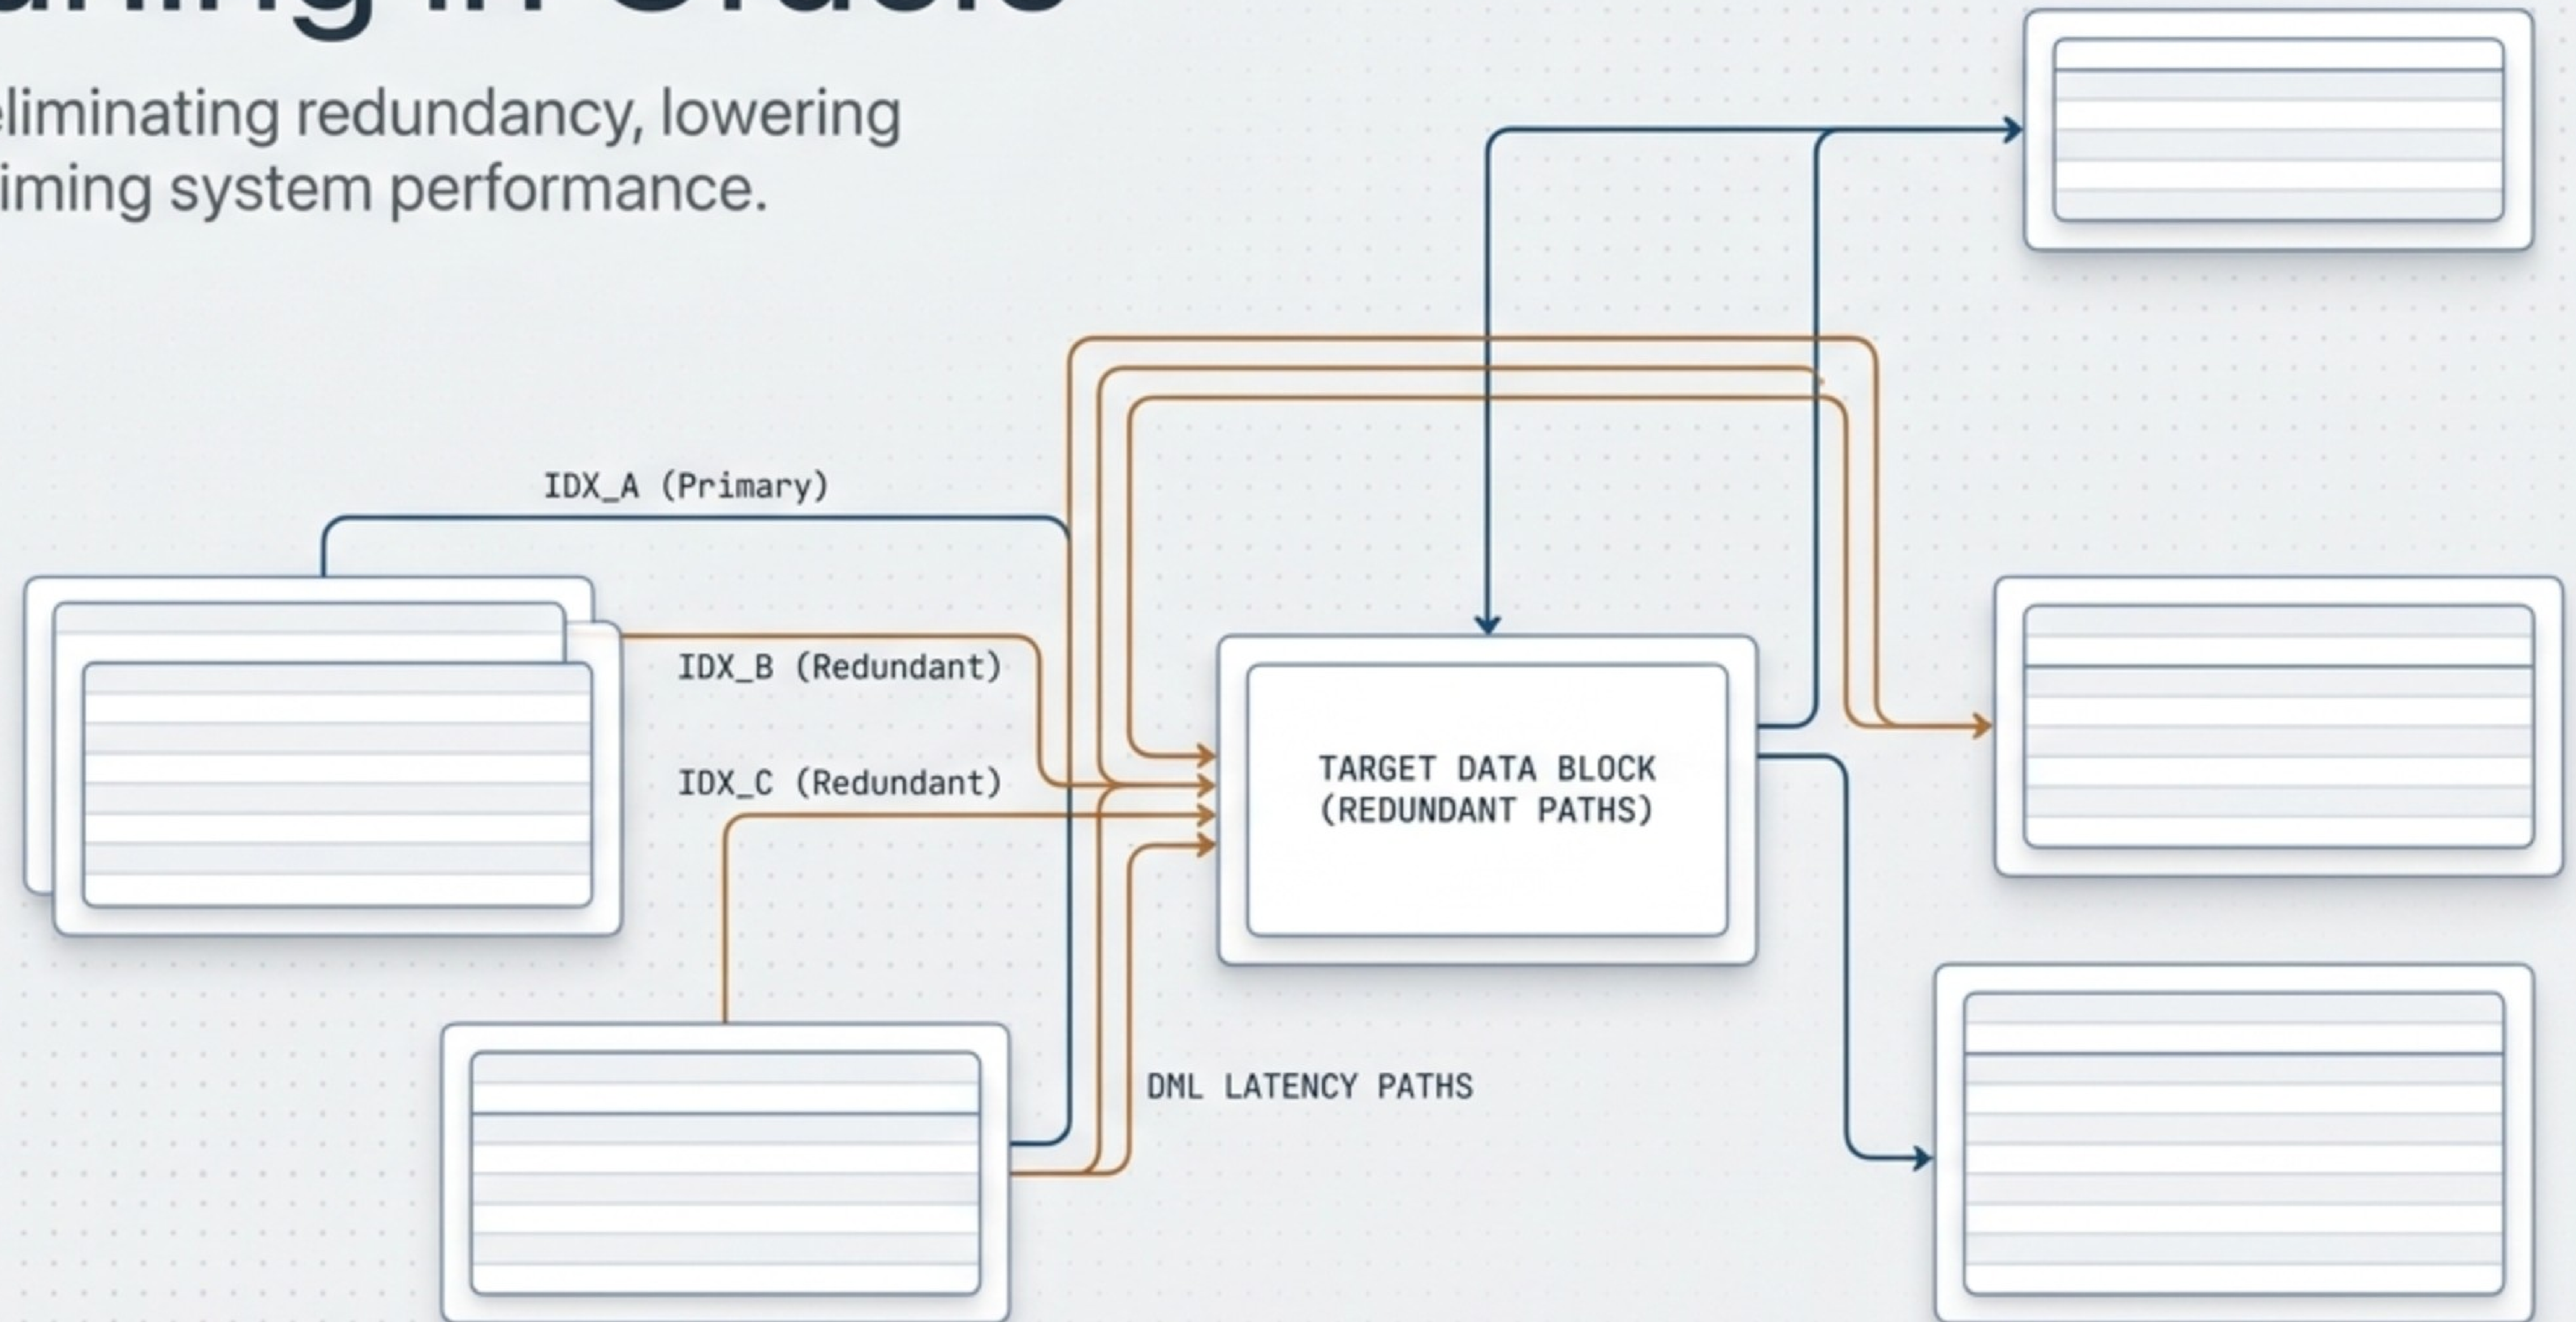 eliminating redundancy, lowering
system performance.
IDX_A (Primary)
IDX_B (Redundant)
IDX_C (Redundant)
TARGET DATA BLOCK
(REDUNDANT PATHS)
DML LATENCY PATHS